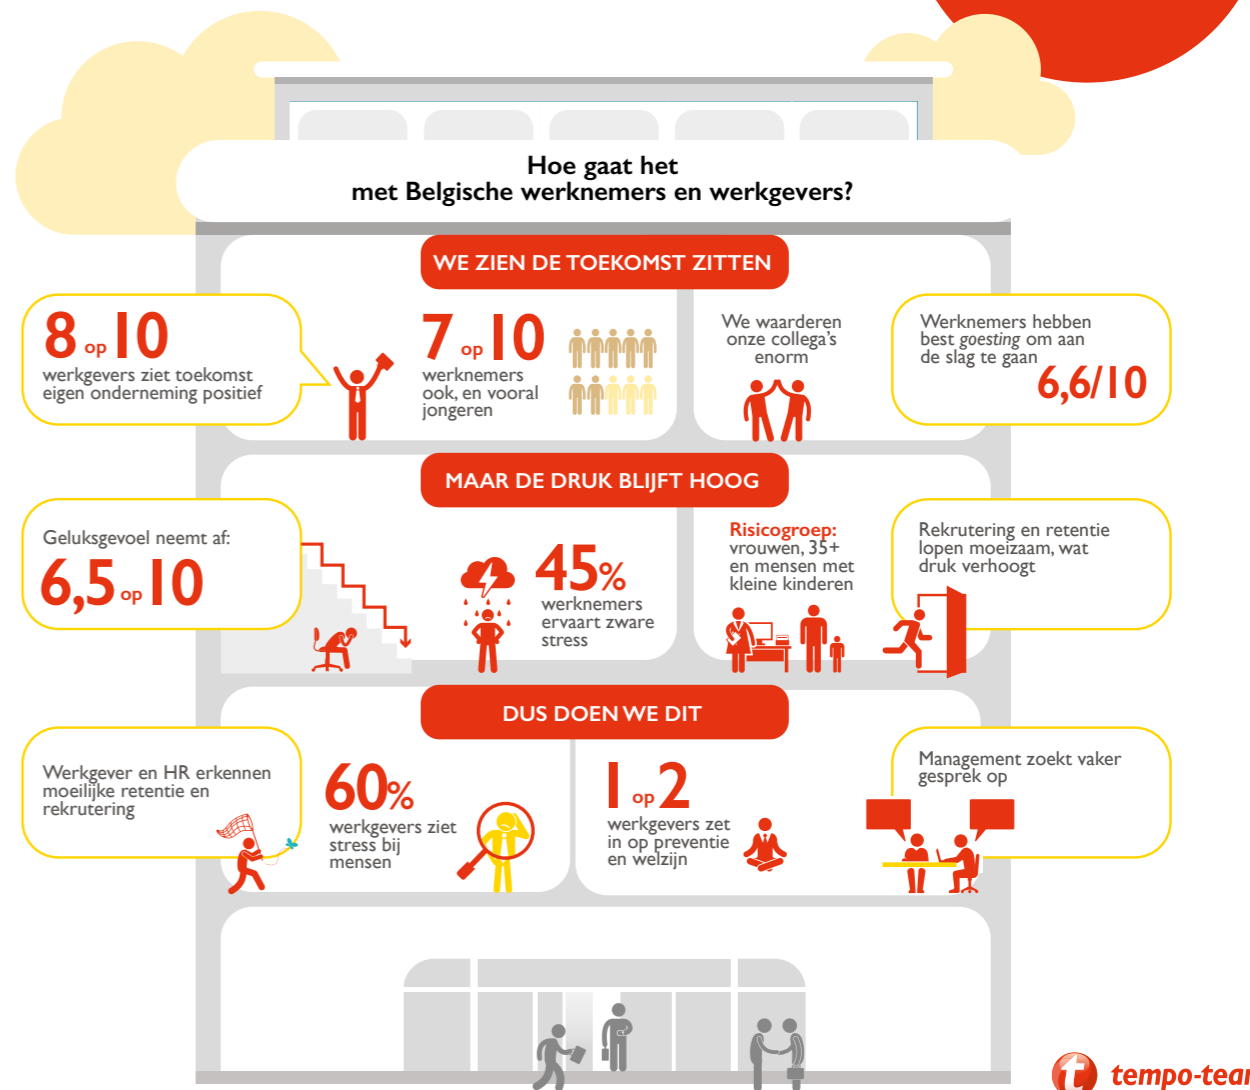 Hoe gaat het
met Belgische werknemers en werkgevers?
WE ZIEN DE TOEKOMST ZITTEN
8 op 10
werkgevers ziet toekomst
eigen onderneming positief
7 op 10
werknemers
ook, en vooral
jongeren
We waarderen
onze collega's
enorm
Werknemers hebben
best goesting om aan
de slag te gaan
6,6/10
MAAR DE DRUK BLIJFT HOOG
Geluksgevoel neemt af:
6,5 op 10
45%
werknemers
ervaart zware
stress
Risicogroep:
vrouwen, 35+
en mensen met
kleine kinderen
Rekrutering en retentie
lopen moeizaam, wat
druk verhoogt
DUS DOEN WE DIT
Werkgever en HR erkennen
moeilijke retentie en
rekrutering
60%
werkgevers ziet
stress bij
mensen
1 op 2
werkgevers zet
in op preventie
en welzijn
Management zoekt vaker
gesprek op
t tempo-tea